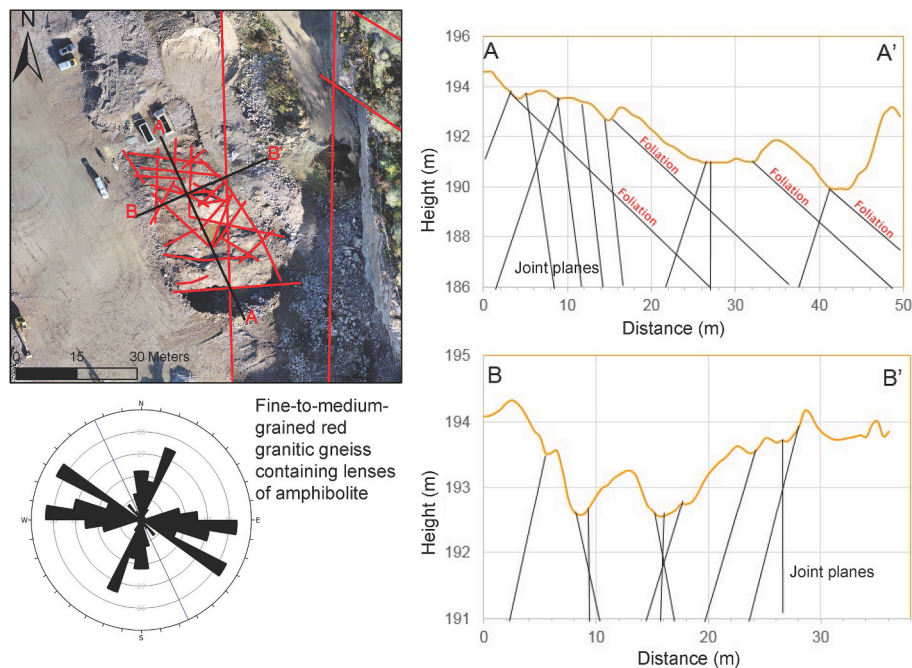 N
A
B
B
A
0 15 30 Meters
N
W
E
S
Fine-to-medium-
grained red
granitic gneiss
containing lenses
of amphibolite
A
A’
196
194
192
190
188
186
Height (m)
Foliation
Foliation
Foliation
Foliation
Joint planes
0 10 20 30 40 50
Distance (m)
B
B’
195
194
193
192
191
Height (m)
Joint planes
0 10 20 30
Distance (m)